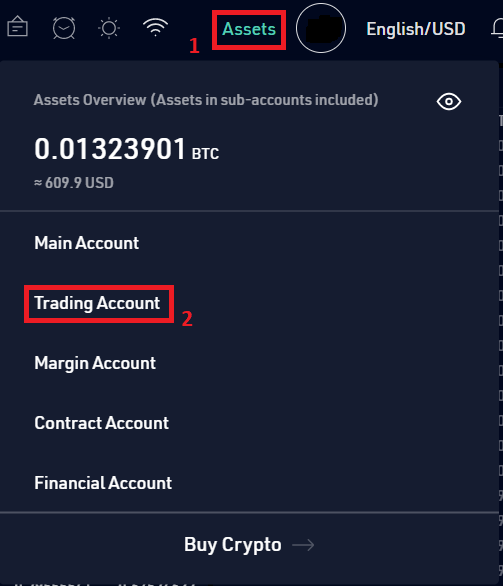 1 Assets English/USD
Assets Overview (Assets in sub-accounts included)
0.01323901 BTC
≈ 609.9 USD
Main Account
Trading Account
2
Margin Account
Contract Account
Financial Account
Buy Crypto →